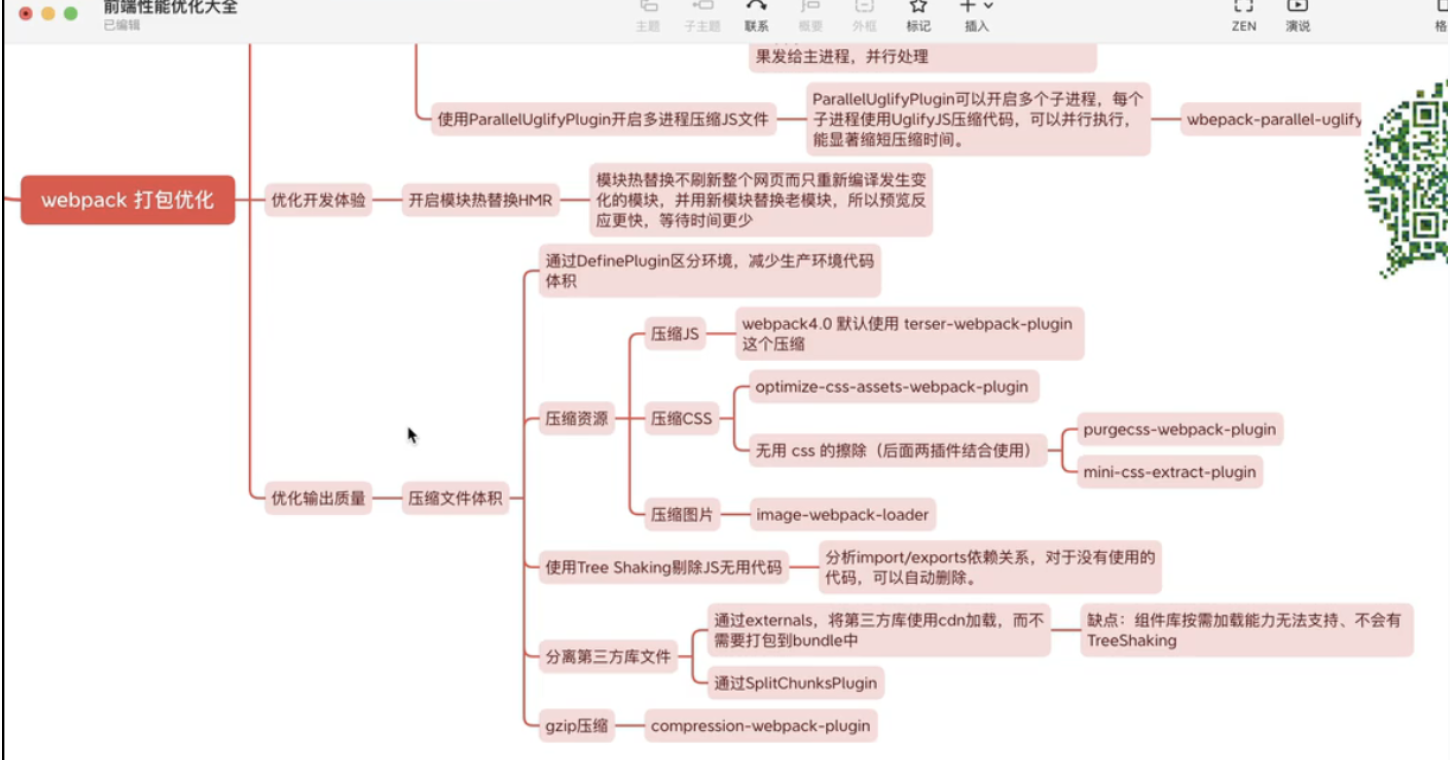 前端性能优化大全
已编辑
主题
子主题
联系
概要
外框
标记
插入
ZEN
演说
格
果发给主进程，并行处理
使用ParallelUglifyPlugin开启多进程压缩JS文件
ParallelUglifyPlugin可以开启多个子进程，每个
子进程使用UglifyJS压缩代码，可以并行执行，
能显著缩短压缩时间。
wbepack-parallel-uglify
webpack 打包优化
优化开发体验
开启模块热替换HMR
模块热替换不刷新整个网页而只重新编译发生变
化的模块，并用新模块替换老模块，所以预览反
应更快，等待时间更少
通过DefinePlugin区分环境，减少生产环境代码
体积
压缩JS
webpack4.0 默认使用 terser-webpack-plugin
这个压缩
压缩资源
压缩CSS
optimize-css-assets-webpack-plugin
无用 css 的擦除（后面两插件结合使用）
purgecss-webpack-plugin
mini-css-extract-plugin
优化输出质量
压缩文件体积
压缩图片
image-webpack-loader
使用Tree Shaking剔除JS无用代码
分析import/exports依赖关系，对于没有使用的
代码，可以自动删除。
分离第三方库文件
通过externals，将第三方库使用cdn加载，而不
需要打包到bundle中
缺点：组件库按需加载能力无法支持、不会有
TreeShaking
通过SplitChunksPlugin
gzip压缩
compression-webpack-plugin